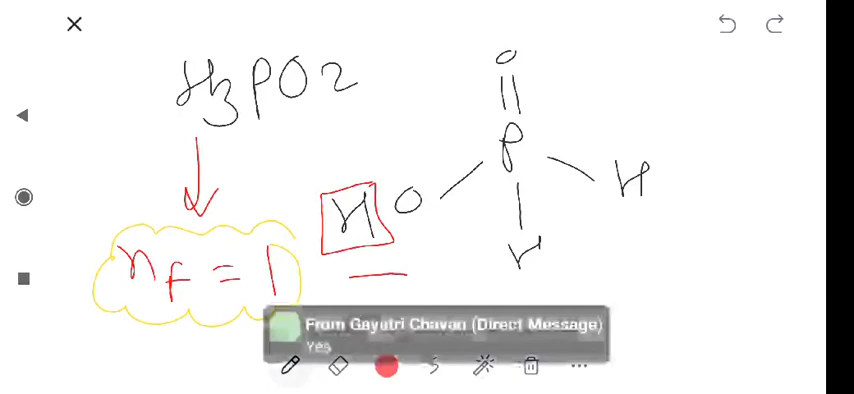 H3PO2
O
P
HO
H
H
nf = 1
From Gayatri Chavan (Direct Message)
Yes